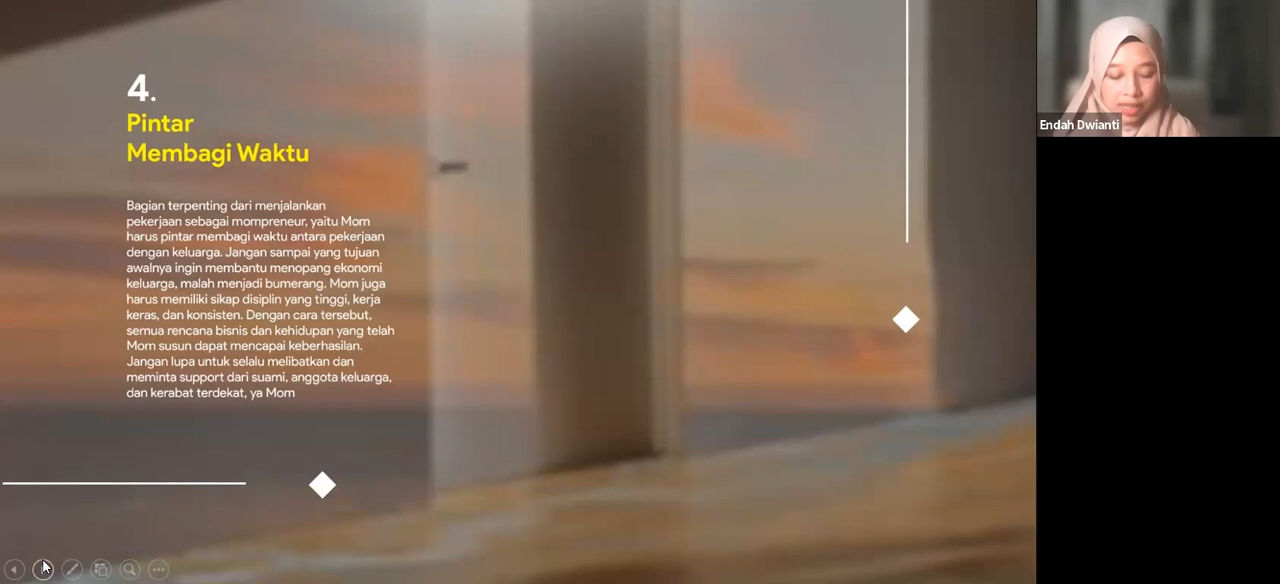 4.
Pintar
Membagi Waktu
Bagian terpenting dari menjalankan
pekerjaan sebagai mompreneur, yaitu Mom
harus pintar membagi waktu antara pekerjaan
dengan keluarga. Jangan sampai yang tujuan
awalnya ingin membantu menopang ekonomi
keluarga, malah menjadi bumerang. Mom juga
harus memiliki sikap disiplin yang tinggi, kerja
keras, dan konsisten. Dengan cara tersebut,
semua rencana bisnis dan kehidupan yang telah
Mom susun dapat mencapai keberhasilan.
Jangan lupa untuk selalu melibatkan dan
meminta support dari suami, anggota keluarga,
dan kerabat terdekat, ya Mom
Endah Dwianti